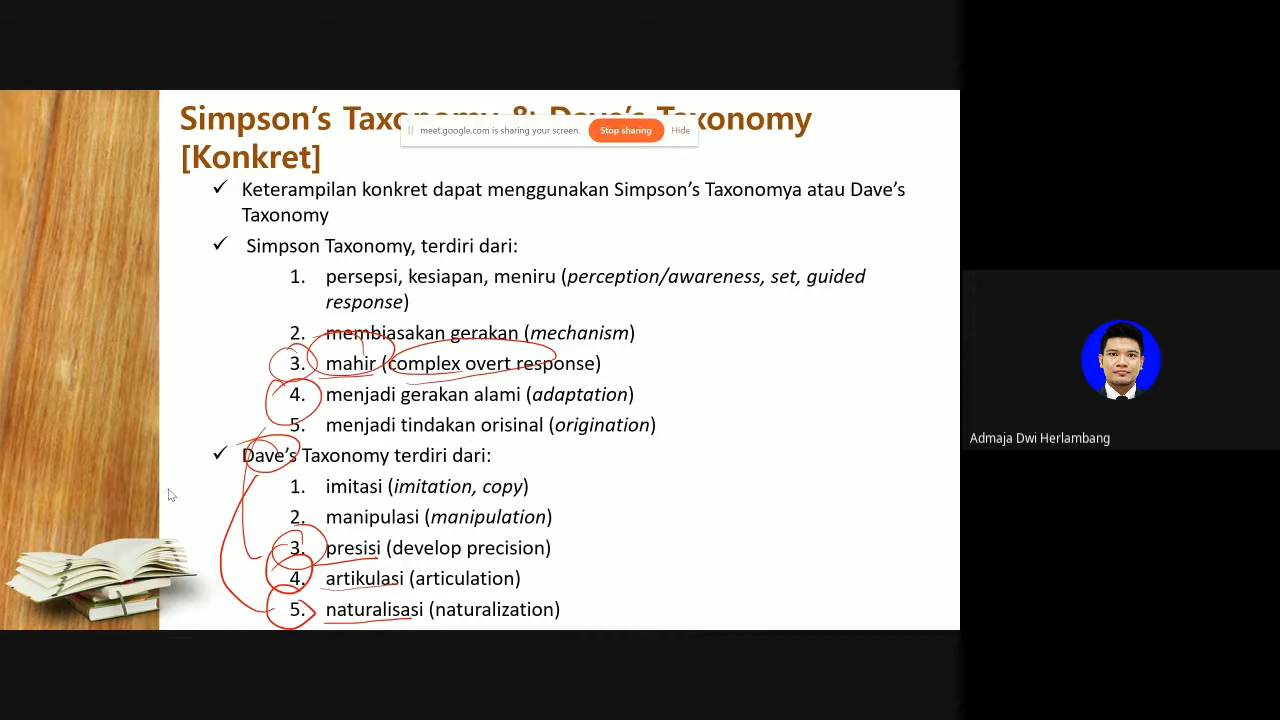 Simpson's Taxonomy & Dave's Taxonomy
[Konkret]
meet.google.com is sharing your screen.
Stop sharing
Hide
✓ Keterampilan konkret dapat menggunakan Simpson's Taxonomya atau Dave's
Taxonomy
✓ Simpson Taxonomy, terdiri dari:
1. persepsi, kesiapan, meniru (perception/awareness, set, guided
response)
2. membiasakan gerakan (mechanism)
3. mahir (complex overt response)
4. menjadi gerakan alami (adaptation)
5. menjadi tindakan orisinal (origination)
✓ Dave's Taxonomy terdiri dari:
1. imitasi (imitation, copy)
2. manipulasi (manipulation)
3. presisi (develop precision)
4. artikulasi (articulation)
5. naturalisasi (naturalization)
Admaja Dwi Herlambang